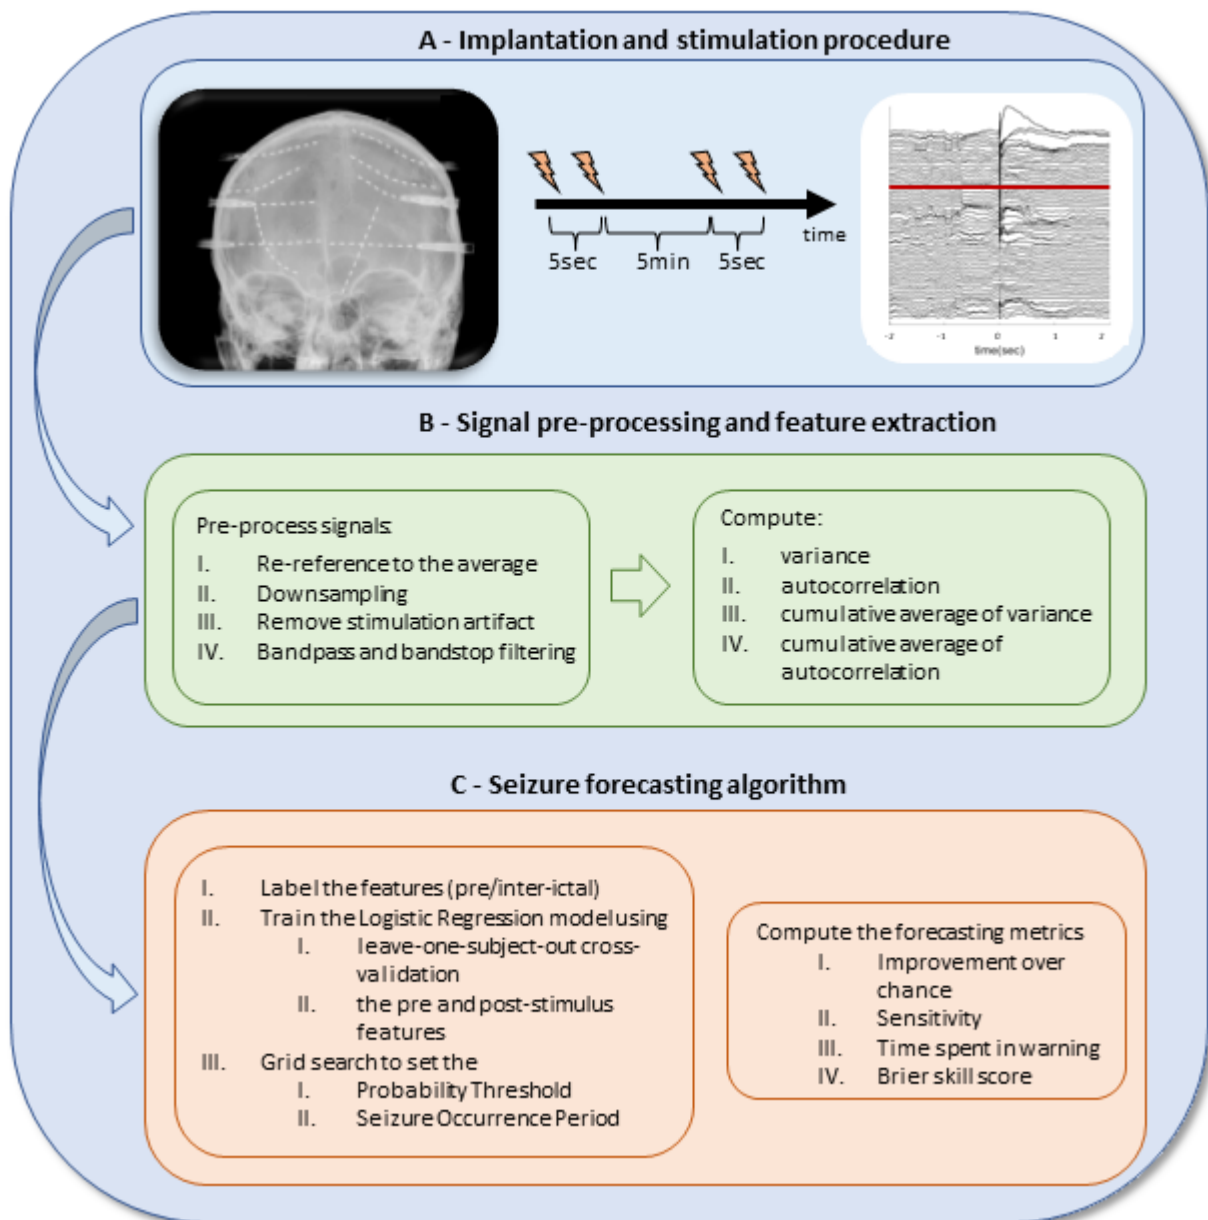 A - Implantation and stimulation procedure
time
5sec
5min
5sec
-2
-1
0
1
2
time(sec)
B - Signal pre-processing and feature extraction
Pre-process signals:
I. Re-reference to the average
II. Downsampling
III. Remove stimulation artifact
IV. Bandpass and bandstop filtering
Compute:
I. variance
II. autocorrelation
III. cumulative average of variance
IV. cumulative average of
autocorrelation
C - Seizure forecasting algorithm
I. Label the features (pre/inter-ictal)
II. Train the Logistic Regression model using
I. leave-one-subject-out cross-
validation
II. the pre and post-stimulus
features
III. Grid search to set the
I. Probability Threshold
II. Seizure Occurrence Period
Compute the forecasting metrics
I. Improvement over
chance
II. Sensitivity
III. Time spent in warning
IV. Brier skill score